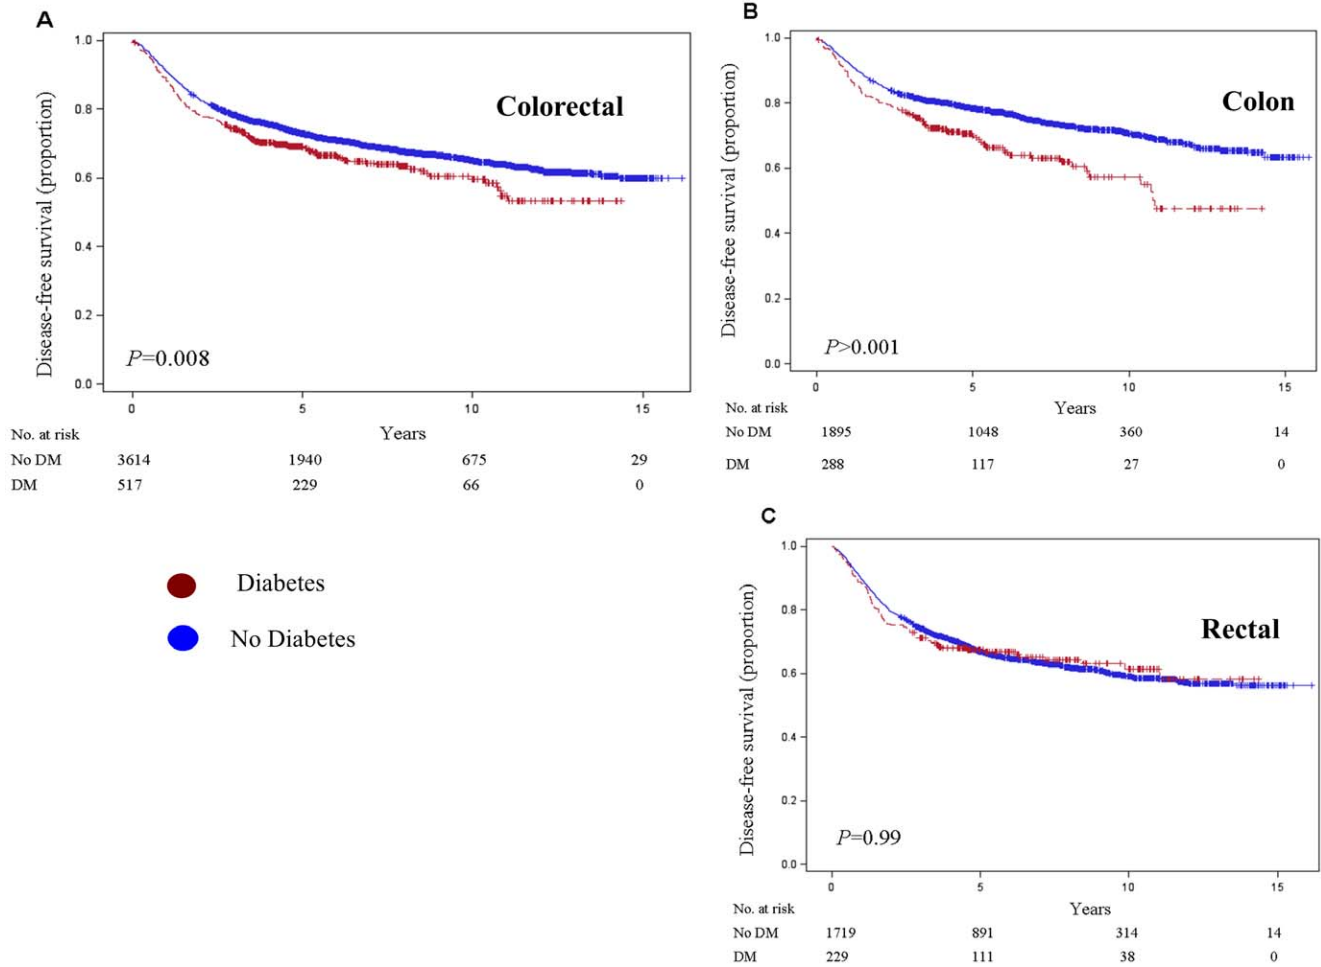 A
Disease-free survival (proportion)
1.0
0.8
0.6
0.4
0.2
0.0
Colorectal
P=0.008
0 5 10 15
Years
No. at risk
No DM 3614 1940 675 29
DM 517 229 66 0
B
Disease-free survival (proportion)
1.0
0.8
0.6
0.4
0.2
0.0
Colon
P>0.001
0 5 10 15
Years
No. at risk
No DM 1895 1048 360 14
DM 288 117 27 0
Diabetes
No Diabetes
C
Disease-free survival (proportion)
1.0
0.8
0.6
0.4
0.2
0.0
Rectal
P=0.99
0 5 10 15
Years
No. at risk
No DM 1719 891 314 14
DM 229 111 38 0